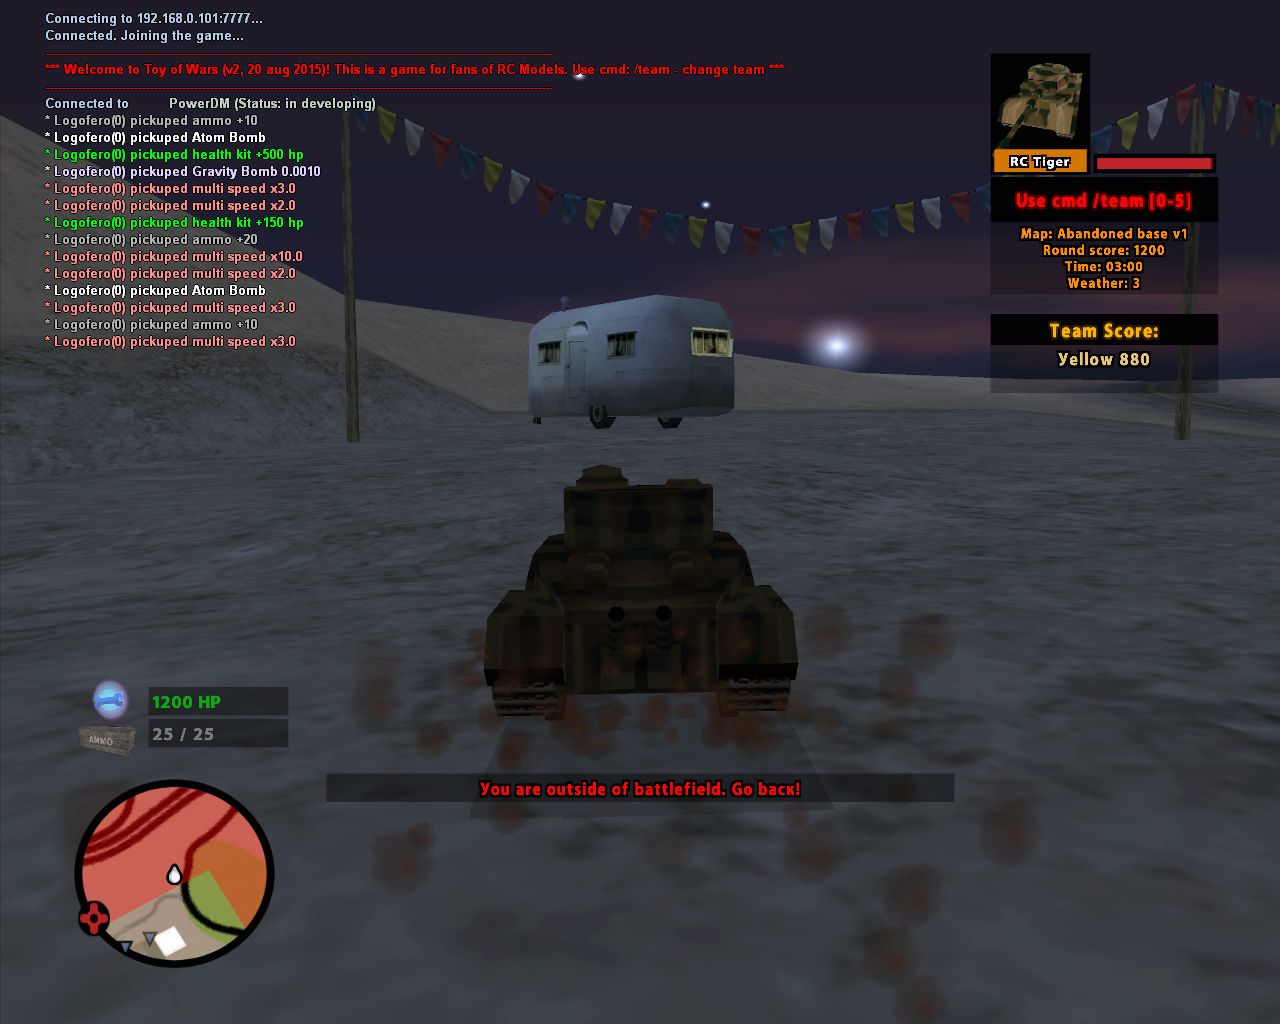 Connecting to 192.168.0.101:7777...
Connected. Joining the game...
*** Welcome to Toy of Wars (v2, 20 aug 2015)! This is a game for fans of RC Models. Use cmd: /team - change team ***
Connected to PowerDM (Status: in developing)
* Logofero(0) pickuped ammo +10
* Logofero(0) pickuped Atom Bomb
* Logofero(0) pickuped health kit +500 hp
* Logofero(0) pickuped Gravity Bomb 0.0010
* Logofero(0) pickuped multi speed x3.0
* Logofero(0) pickuped multi speed x2.0
* Logofero(0) pickuped health kit +150 hp
* Logofero(0) pickuped ammo +20
* Logofero(0) pickuped multi speed x10.0
* Logofero(0) pickuped multi speed x2.0
* Logofero(0) pickuped Atom Bomb
* Logofero(0) pickuped multi speed x3.0
* Logofero(0) pickuped ammo +10
* Logofero(0) pickuped multi speed x3.0
RC Tiger
Use cmd /team [0-5]
Map: Abandoned base v1
Round score: 1200
Time: 03:00
Weather: 3
Team Score:
Yellow 880
1200 HP
AMMO
25 / 25
You are outside of battlefield. Go back!